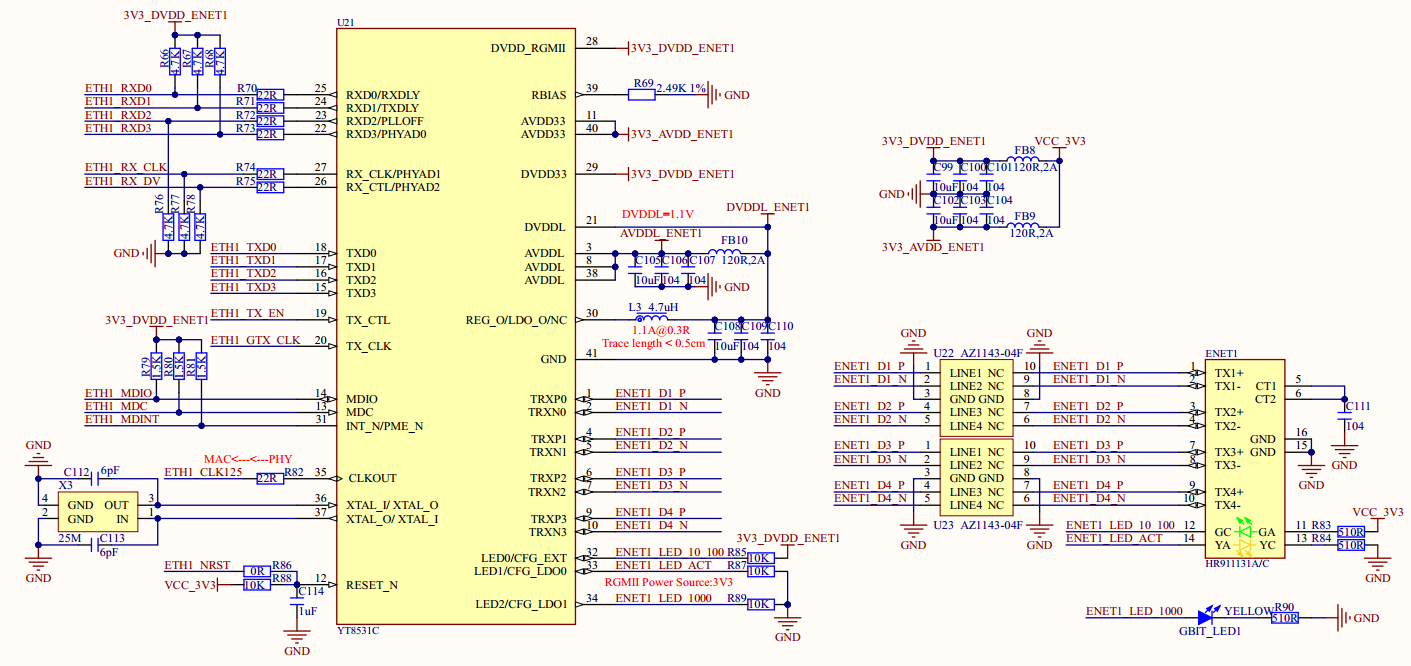 3V3_DVDD_ENET1
R66 4.7K
R67 4.7K
R68 4.7K
ETH1_RXD0 R70 22R 25
ETH1_RXD1 R71 22R 24
ETH1_RXD2 R72 22R 23
ETH1_RXD3 R73 22R 22
ETH1_RX_CLK R74 22R 27
ETH1_RX_DV R75 22R 26
R76 4.7K
R77 4.7K
R78 4.7K
GND
ETH1_TXD0 18
ETH1_TXD1 17
ETH1_TXD2 16
ETH1_TXD3 15
3V3_DVDD_ENET1
ETH1_TX_EN 19
ETH1_GTX_CLK 20
R79 1.5K
R80 1.5K
R81 1.5K
ETH1_MDIO 14
ETH1_MDC 13
ETH1_MDINT 31
GND
MAC<---<---PHY
C112 6pF
ETH1_CLK125 R82 22R 35
X3
4 GND OUT 3 36
2 GND IN 1 37
25M C113
6pF
GND
ETH1_NRST R86 0R
VCC_3V3 R88 10K 12
C114
1uF
GND
U21
RXD0/RXDLY
RXD1/TXDLY
RXD2/PLLOFF
RXD3/PHYAD0
RX_CLK/PHYAD1
RX_CTL/PHYAD2
TXD0
TXD1
TXD2
TXD3
TX_CTL
TX_CLK
MDIO
MDC
INT_N/PME_N
CLKOUT
XTAL_I/ XTAL_O
XTAL_O/ XTAL_I
RESET_N
YT8531C
DVDD_RGMII 28 3V3_DVDD_ENET1
RBIAS 39 R69 2.49K 1% GND
AVDD33 11
AVDD33 40 3V3_AVDD_ENET1
DVDD33 29 3V3_DVDD_ENET1
DVDDL_ENET1
DVDDL 21 DVDDL=1.1V
AVDDL_ENET1
AVDDL 3 FB10
AVDDL 8 C105 C106 C107 120R,2A
AVDDL 38 10uF 104 104 GND
L3 4.7uH
REG_O/LDO_O/NC 30
1.1A@0.3R
Trace length < 0.5cm
C108 C109 C110
10uF 104 104
GND 41
GND
TRXP0 1 ENET1_D1_P
TRXN0 2 ENET1_D1_N
TRXP1 4 ENET1_D2_P
TRXN1 5 ENET1_D2_N
TRXP2 6 ENET1_D3_P
TRXN2 7 ENET1_D3_N
TRXP3 9 ENET1_D4_P
TRXN3 10 ENET1_D4_N
3V3_DVDD_ENET1
LED0/CFG_EXT 32 ENET1_LED_10_100 R85 10K
LED1/CFG_LDO0 33 ENET1_LED_ACT R87 10K
RGMII Power Source:3V3
LED2/CFG_LDO1 34 ENET1_LED_1000 R89 10K
GND
3V3_DVDD_ENET1 VCC_3V3
FB8
C99 C100 C101 120R,2A
10uF 104 104
GND
C102 C103 C104
10uF 104 104
FB9
120R,2A
3V3_AVDD_ENET1
GND GND
U22 AZ1143-04F
ENET1_D1_P 1 LINE1 NC 10 ENET1_D1_P
ENET1_D1_N 2 LINE2 NC 9 ENET1_D1_N
3 GND GND 8
ENET1_D2_P 4 LINE3 NC 7 ENET1_D2_P
ENET1_D2_N 5 LINE4 NC 6 ENET1_D2_N
ENET1_D3_P 1 LINE1 NC 10 ENET1_D3_P
ENET1_D3_N 2 LINE2 NC 9 ENET1_D3_N
3 GND GND 8
ENET1_D4_P 4 LINE3 NC 7 ENET1_D4_P
ENET1_D4_N 5 LINE4 NC 6 ENET1_D4_N
U23 AZ1143-04F
GND GND
ENET1
1 TX1+
2 TX1-
3 TX2+
4 TX2-
7 TX3+
8 TX3-
9 TX4+
10 TX4-
CT1 5
CT2 6
C111
104
GND
GND 16
GND 15
GND
VCC_3V3
ENET1_LED_10_100 12 GC GA 11 R83 510R
ENET1_LED_ACT 14 YA YC 13 R84 510R
HR911131A/C
GND
ENET1_LED_1000 YELLOW R90 510R GND
GBIT_LED1